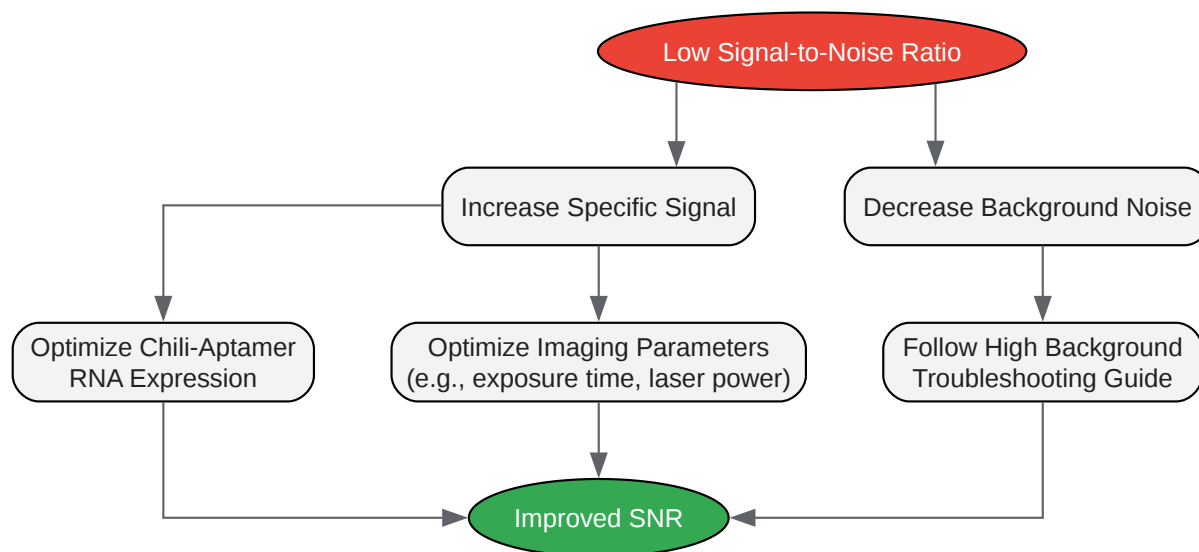 Low Signal-to-Noise Ratio
Increase Specific Signal
Decrease Background Noise
Optimize Chili-Aptamer
RNA Expression
Optimize Imaging Parameters
(e.g., exposure time, laser power)
Follow High Background
Troubleshooting Guide
Improved SNR